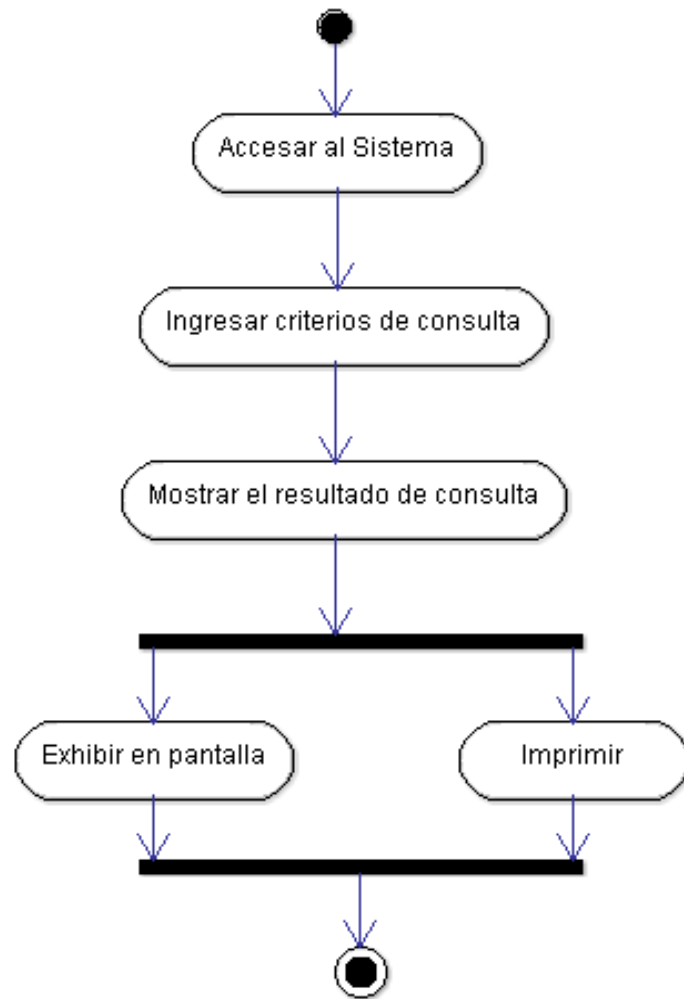 Accesar al Sistema
Ingresar criterios de consulta
Mostrar el resultado de consulta
Exhibir en pantalla
Imprimir